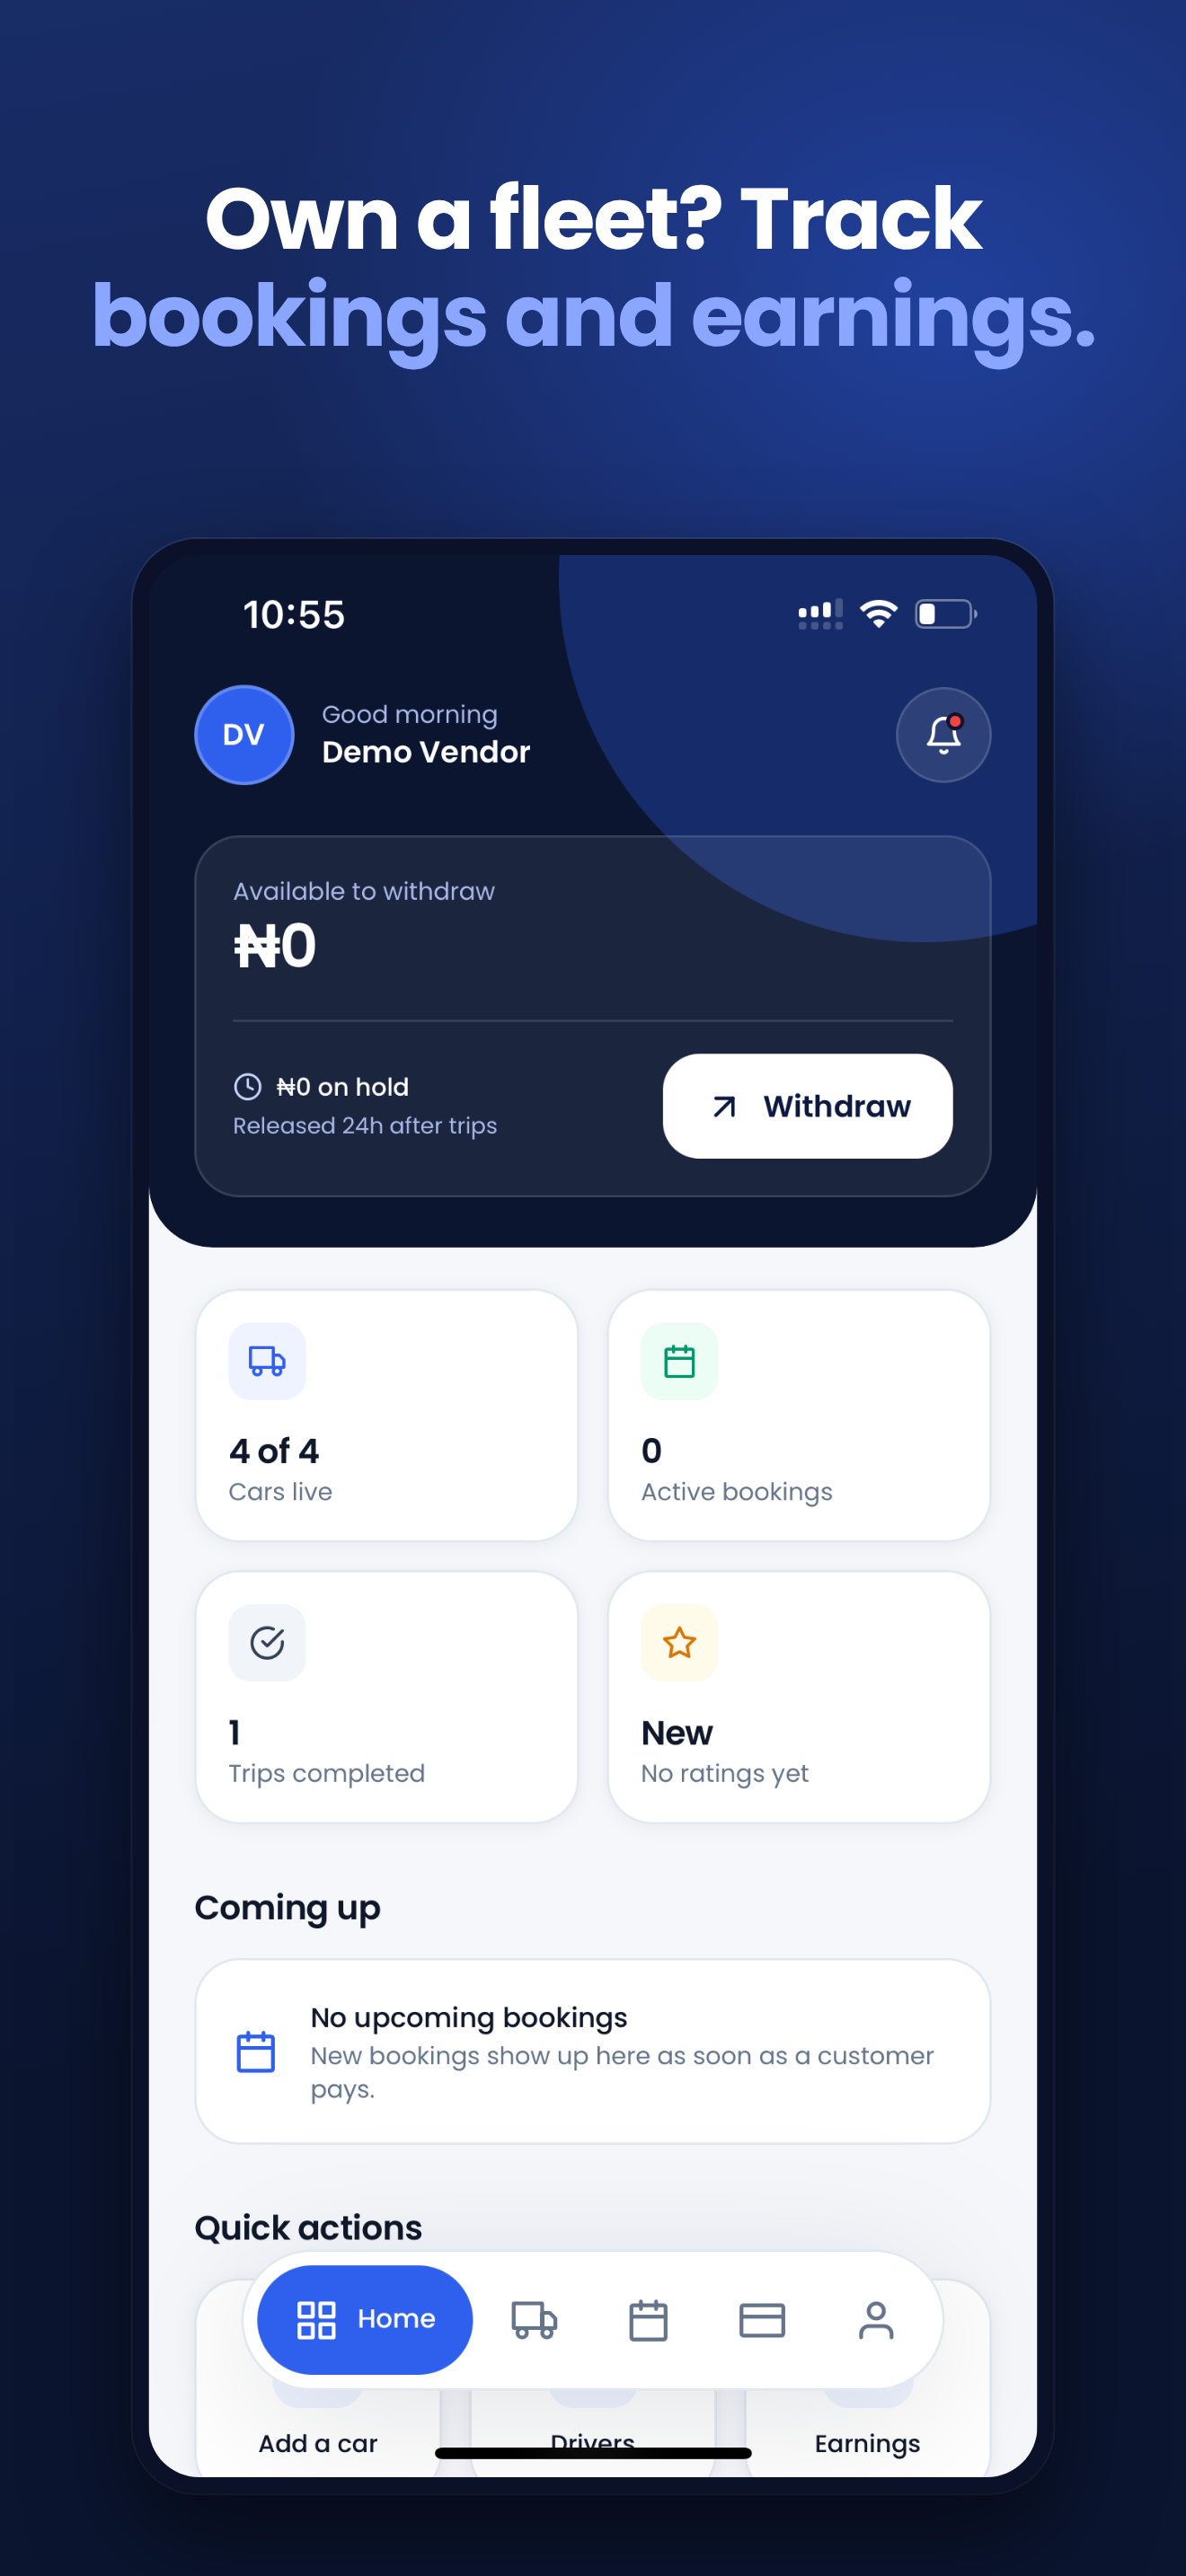 Own a fleet? Track
bookings and earnings.
10:55
DV
Good morning
Demo Vendor
Available to withdraw
₦0
₦0 on hold
Released 24h after trips
Withdraw
4 of 4
Cars live
0
Active bookings
1
Trips completed
New
No ratings yet
Coming up
No upcoming bookings
New bookings show up here as soon as a customer
pays.
Quick actions
Home
Add a car
Drivers
Earnings